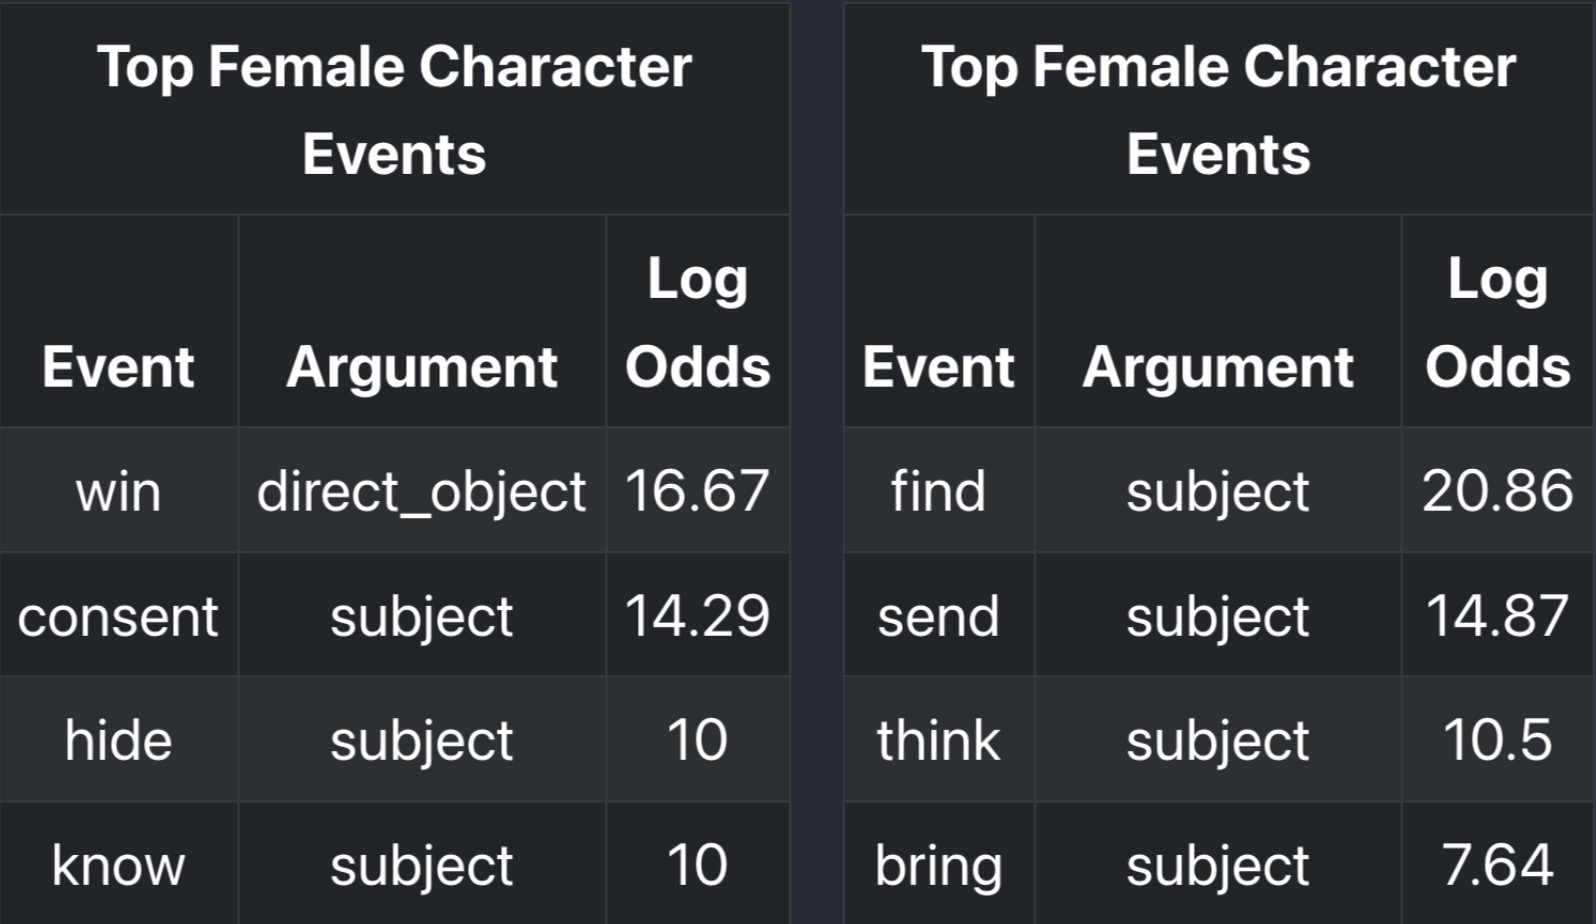 Top Female Character
Events
Event Argument Log Odds
win direct_object 16.67
consent subject 14.29
hide subject 10
know subject 10
Top Female Character
Events
Event Argument Log Odds
find subject 20.86
send subject 14.87
think subject 10.5
bring subject 7.64